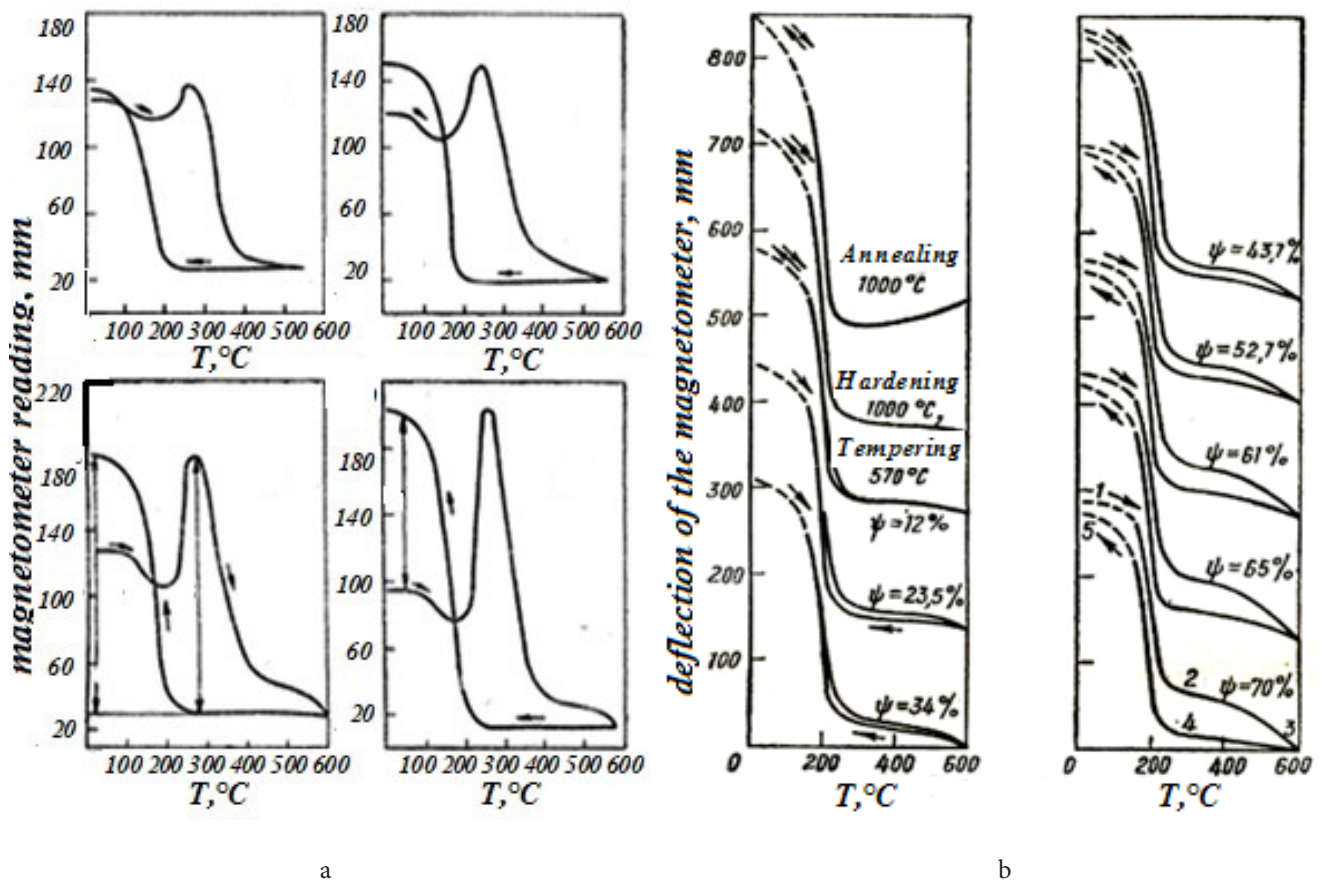 magnetometer reading, mm
180
140
100
60
20
100 200 300 400 500 600
T,°C
180
140
100
60
20
100 200 300 400 500 600
T,°C
220
180
140
100
60
20
100 200 300 400 500 600
T,°C
180
140
100
60
20
100 200 300 400 500 600
T,°C
a
deflection of the magnetometer, mm
800
700
600
500
400
300
200
100
Annealing
1000 °C
Hardening
1000 °C,
Tempering
570 °C
ψ=12%
ψ=23,5%
ψ=34%
0 200 400 600
T,°C
ψ=43,7%
ψ=52,7%
ψ=61%
1
5
ψ=65%
2 ψ=70%
4 3
0 200 400 600
T,°C
b